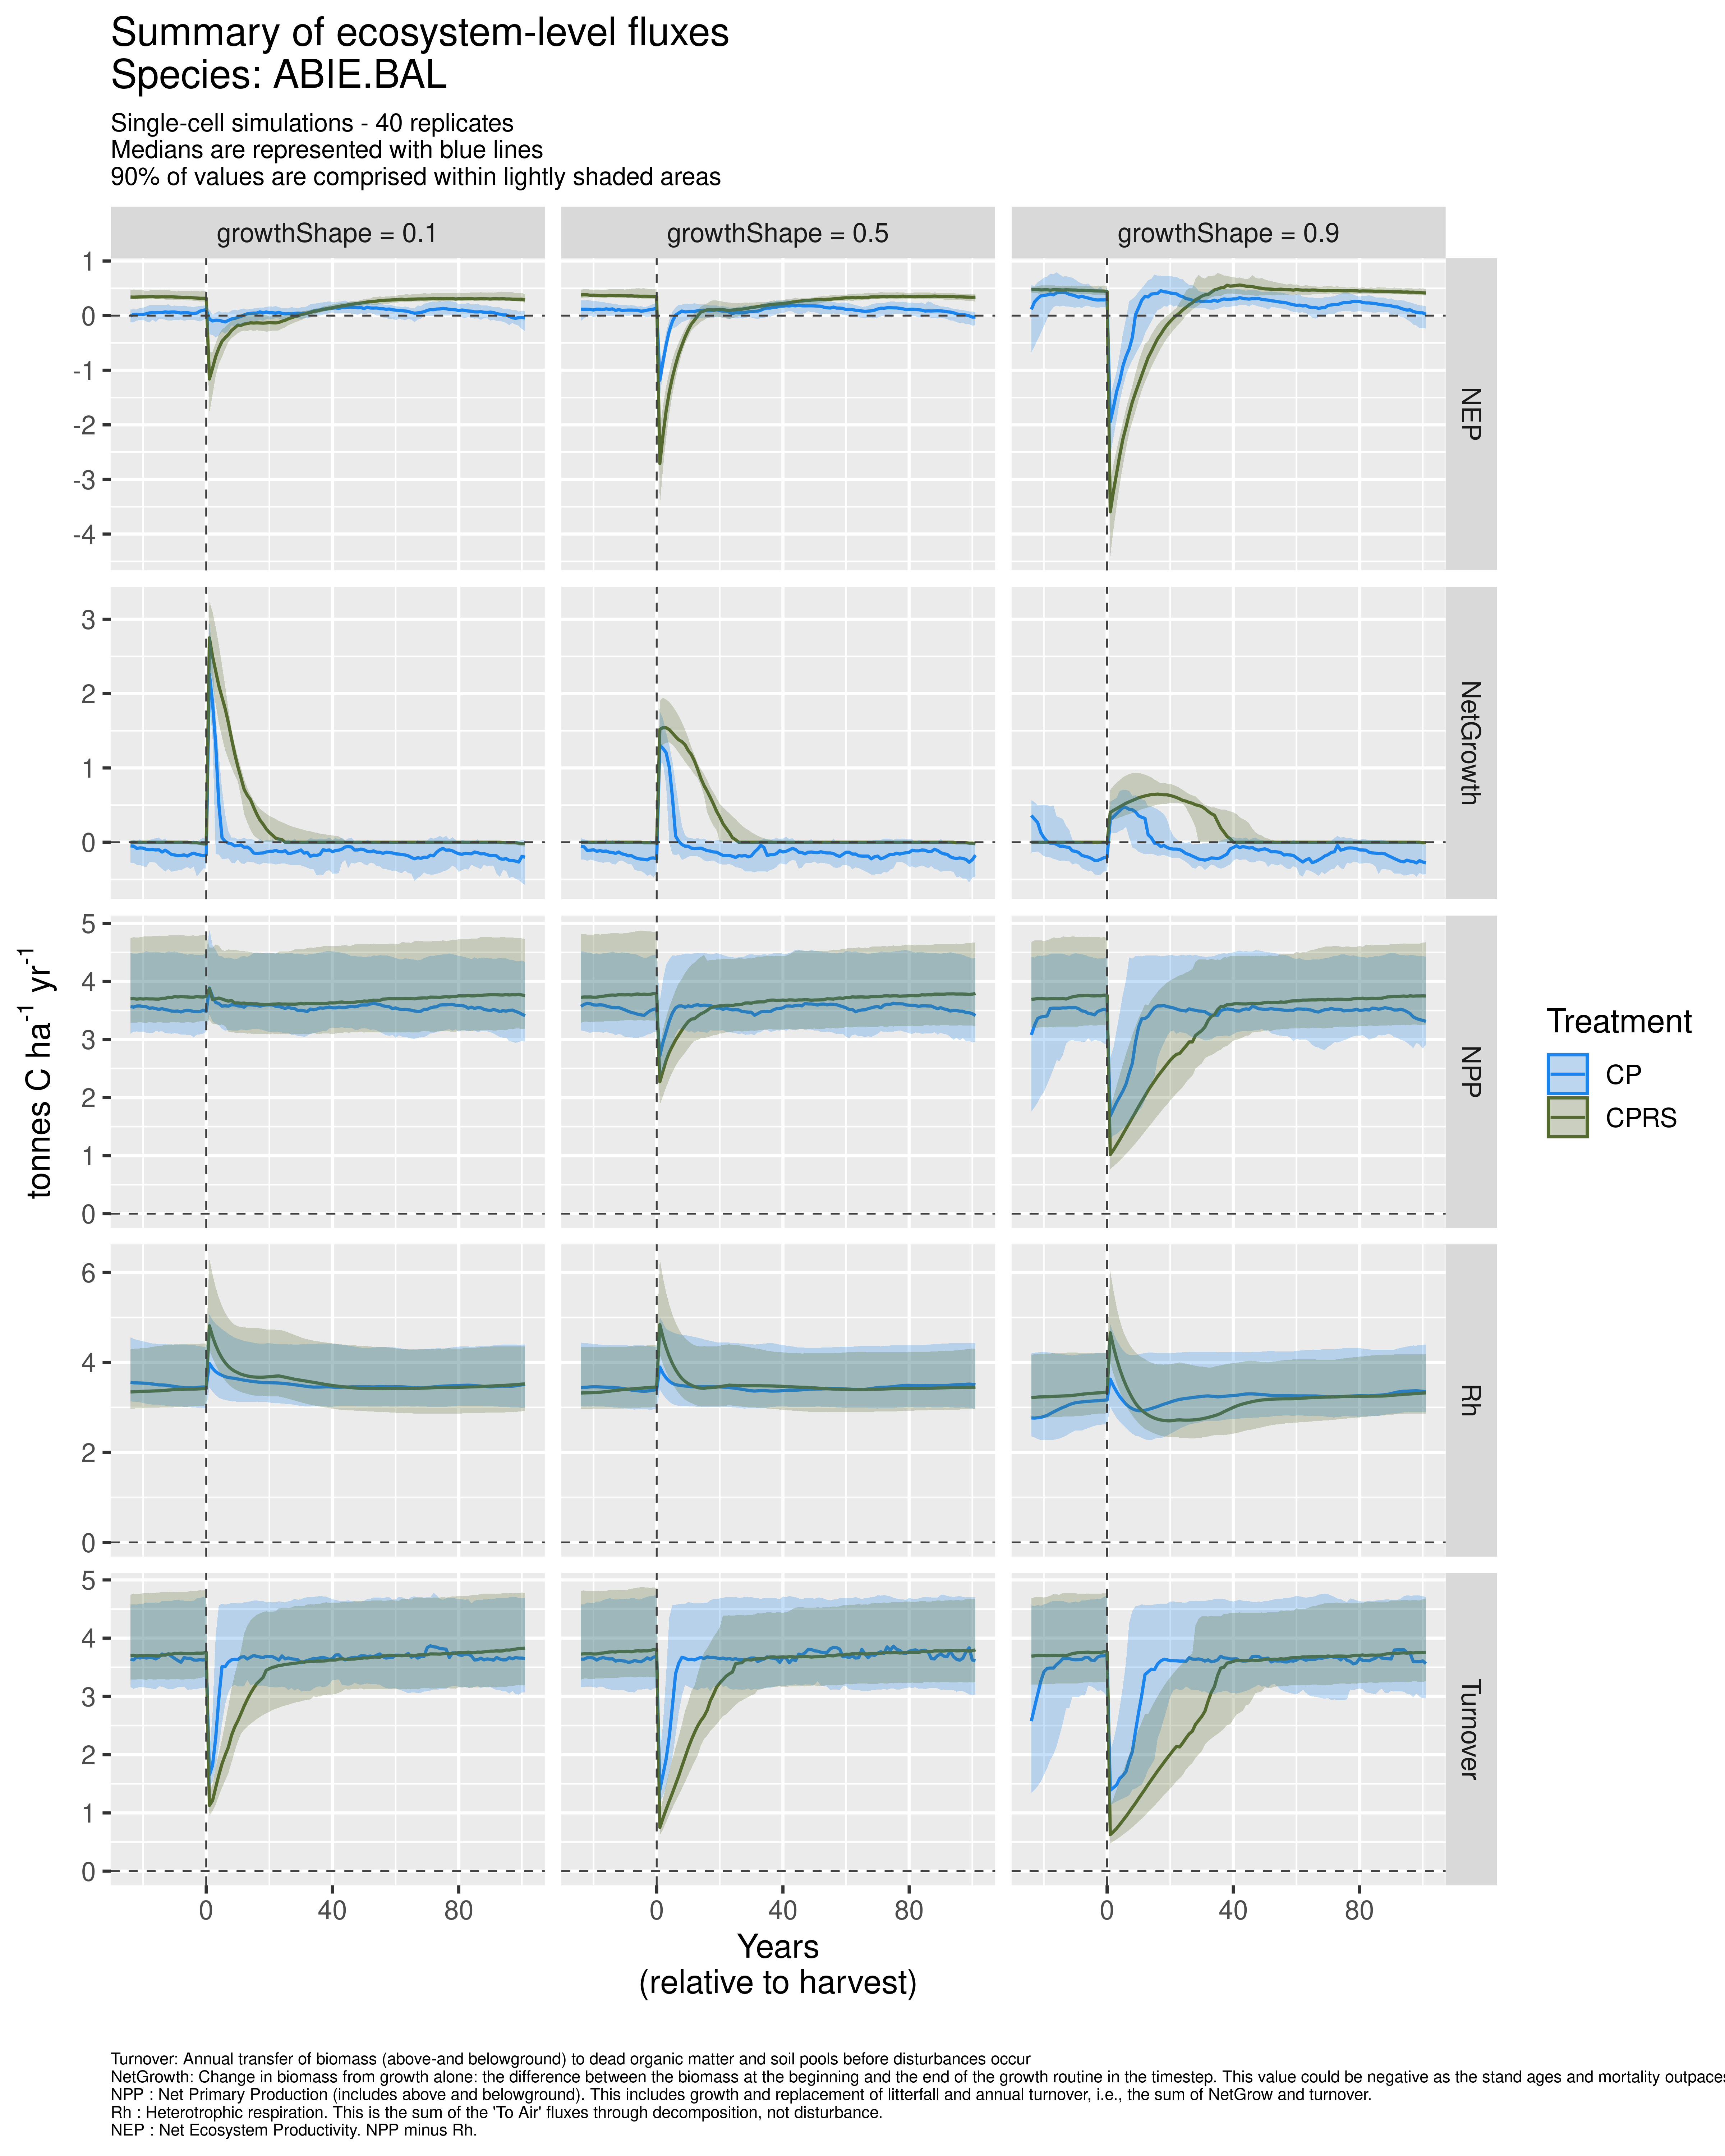 Summary of ecosystem-level fluxes
Species: ABIE.BAL
Single-cell simulations - 40 replicates
Medians are represented with blue lines
90% of values are comprised within lightly shaded areas
growthShape = 0.1
growthShape = 0.5
growthShape = 0.9
1
0
-1
-2
-3
-4
NEP
3
2
1
0
NetGrowth
5
4
3
2
1
0
NPP
6
4
2
0
Rh
5
4
3
2
1
0
Turnover
tonnes C ha-1 yr-1
0 40 80
0 40 80
0 40 80
Years
(relative to harvest)
Treatment
CP
CPRS
Turnover: Annual transfer of biomass (above-and belowground) to dead organic matter and soil pools before disturbances occur
NetGrowth: Change in biomass from growth alone: the difference between the biomass at the beginning and the end of the growth routine in the timestep. This value could be negative as the stand ages and mortality outpaces
NPP : Net Primary Production (includes above and belowground). This includes growth and replacement of litterfall and annual turnover, i.e., the sum of NetGrow and turnover.
Rh : Heterotrophic respiration. This is the sum of the 'To Air' fluxes through decomposition, not disturbance.
NEP : Net Ecosystem Productivity. NPP minus Rh.